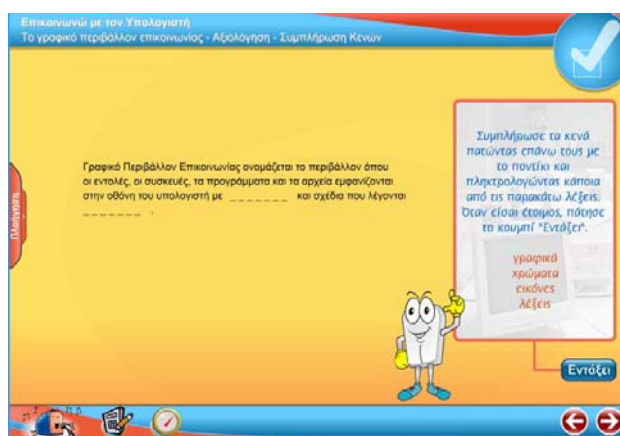 Επικοινωνώ με τον Υπολογιστή
Το γραφικό περιβάλλον επικοινωνίας - Αξιολόγηση - Συμπλήρωση Κενών
Πλοήγηση
Γραφικό Περιβάλλον Επικοινωνίας ονομάζεται το περιβάλλον όπου
οι εντολές, οι συσκευές, τα προγράμματα και τα αρχεία εμφανίζονται
στην οθόνη του υπολογιστή με _ _ _ _ _ _ _ και σχέδια που λέγονται
_ _ _ _ _ _ _ .
Συμπλήρωσε τα κενά
πατώντας επάνω τους με
το ποντίκι και
πληκτρολογώντας κάποια
από τις παρακάτω λέξεις.
Όταν είσαι έτοιμος, πάτησε
το κουμπί "Εντάξει".
γραφικά
χρώματα
εικόνες
λέξεις
Εντάξει